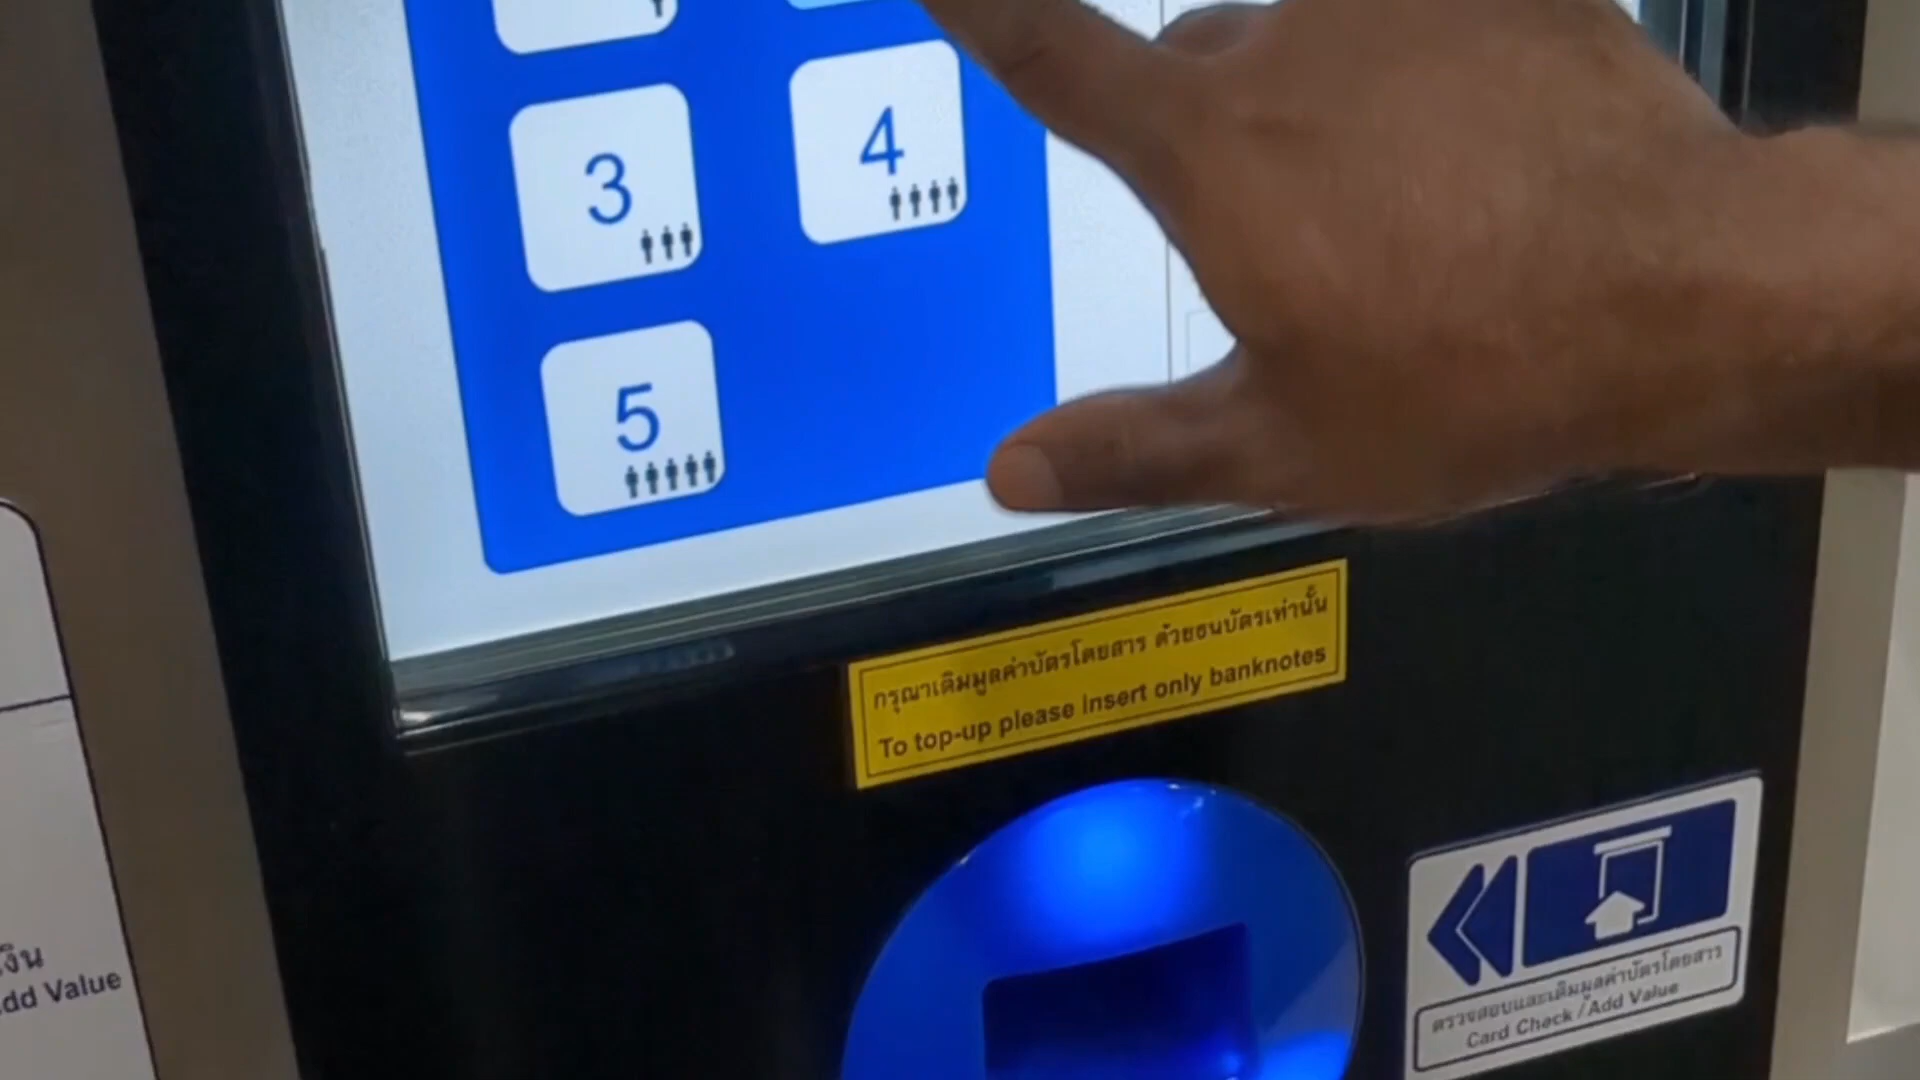 3
4
5
กรุณาเติมมูลค่าบัตรโดยสาร ด้วยธนบัตรเท่านั้น
To top-up please insert only banknotes
ตรวจสอบและเติมมูลค่าบัตรโดยสาร
Card Check / Add Value
เงิน
dd Value